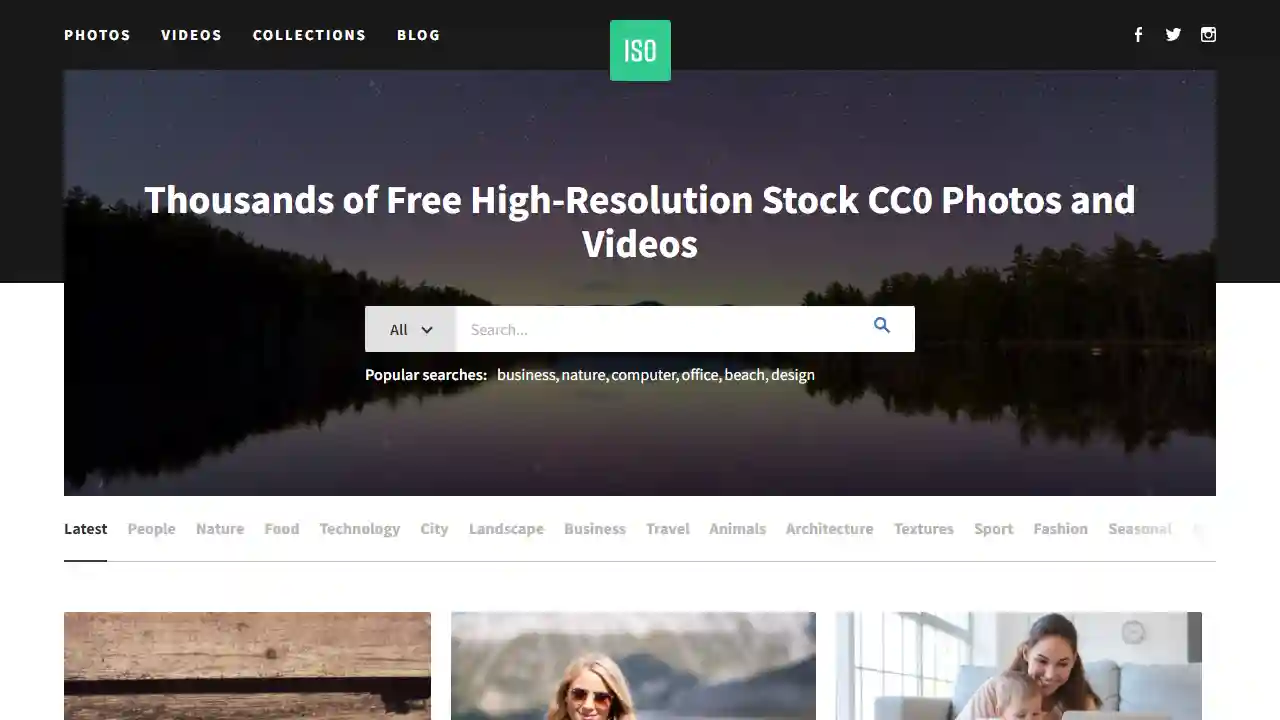 PHOTOS VIDEOS COLLECTIONS BLOG
ISO
Thousands of Free High-Resolution Stock CC0 Photos and
Videos
All Search...
Popular searches: business, nature, computer, office, beach, design
Latest People Nature Food Technology City Landscape Business Travel Animals Architecture Textures Sport Fashion Seasonal